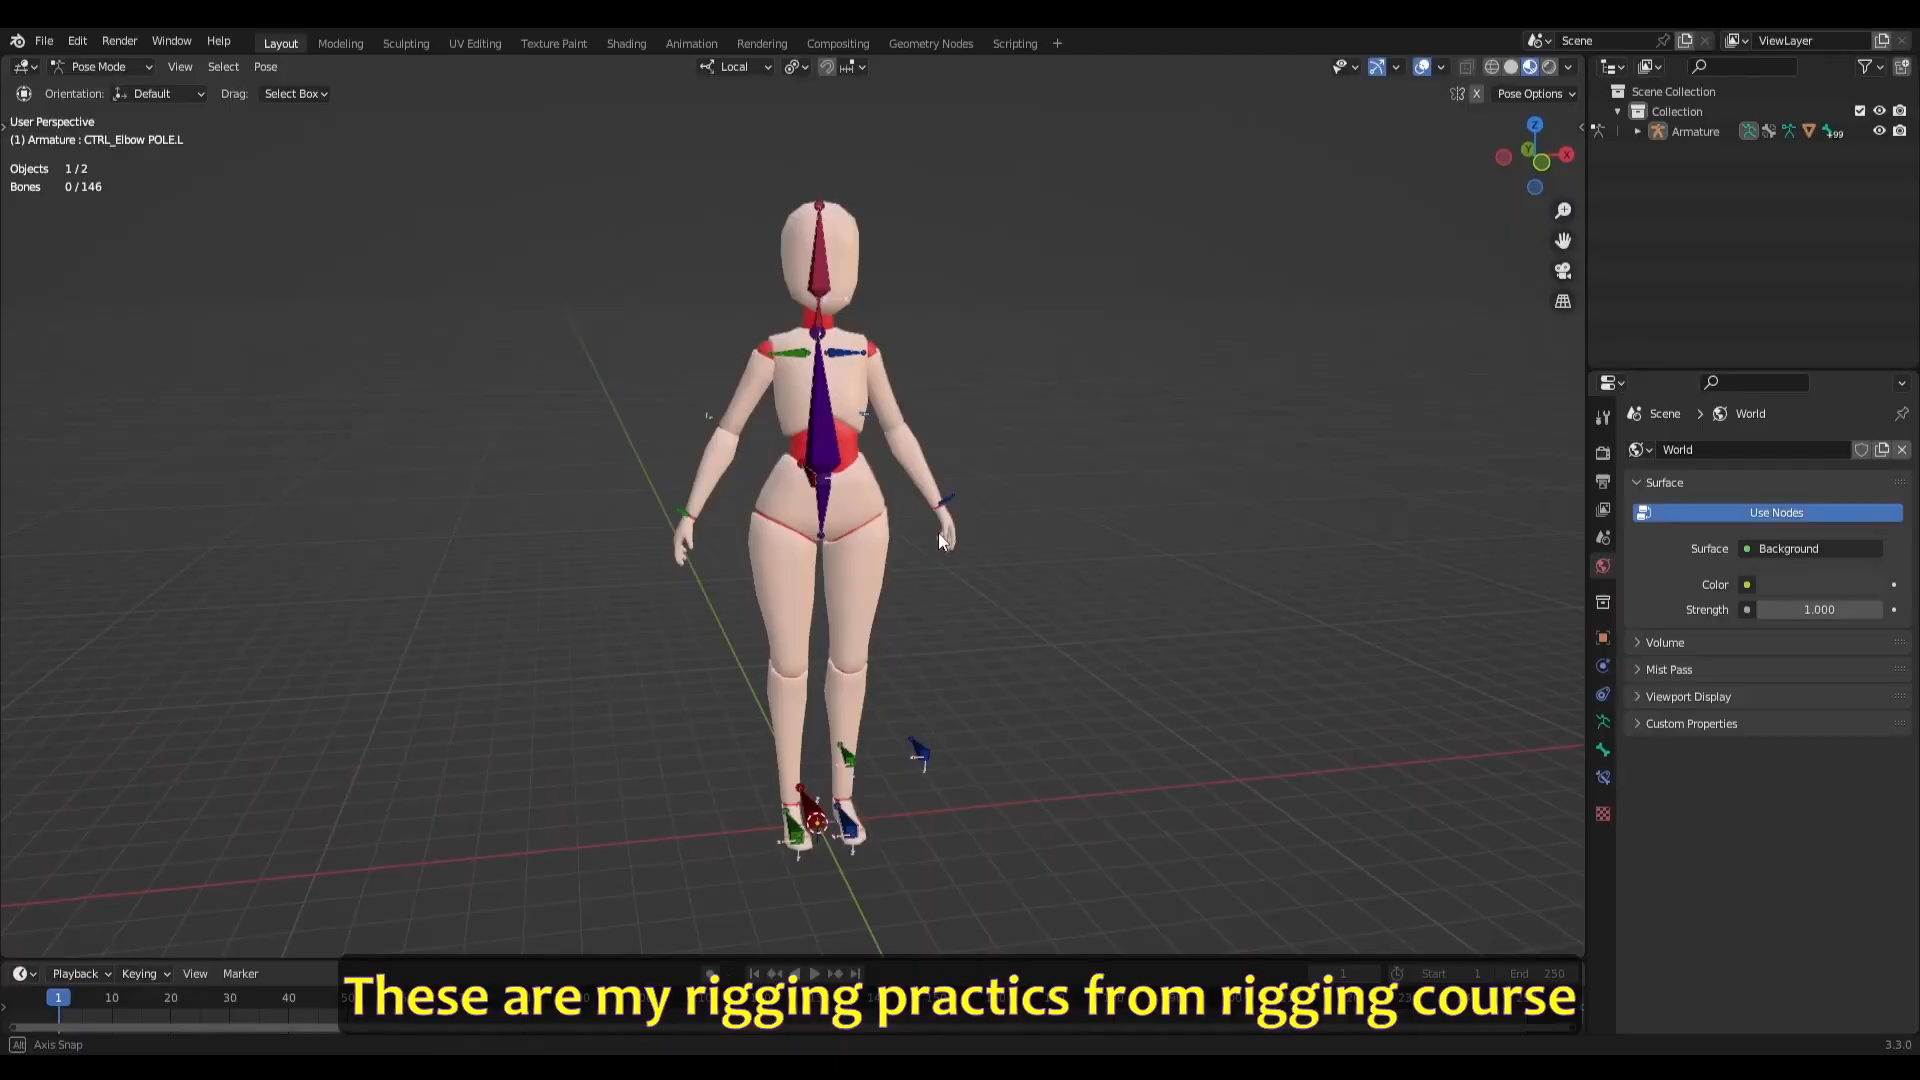 File Edit Render Window Help Layout Modeling Sculpting UV Editing Texture Paint Shading Animation Rendering Compositing Geometry Nodes Scripting + Scene ViewLayer
Pose Mode View Select Pose Local
Orientation: Default Drag: Select Box X Pose Options
User Perspective
(1) Armature : CTRL_Elbow POLE.L
Objects 1 / 2
Bones 0 / 146
Z
Y
X
Scene Collection
Collection
Armature 99
Scene > World
World
Surface
Use Nodes
Surface Background
Color
Strength 1.000
Volume
Mist Pass
Viewport Display
Custom Properties
Playback Keying View Marker 1 Start 1 End 250
1 10 20 30 40
These are my rigging practics from rigging course
Alt Axis Snap 3.3.0